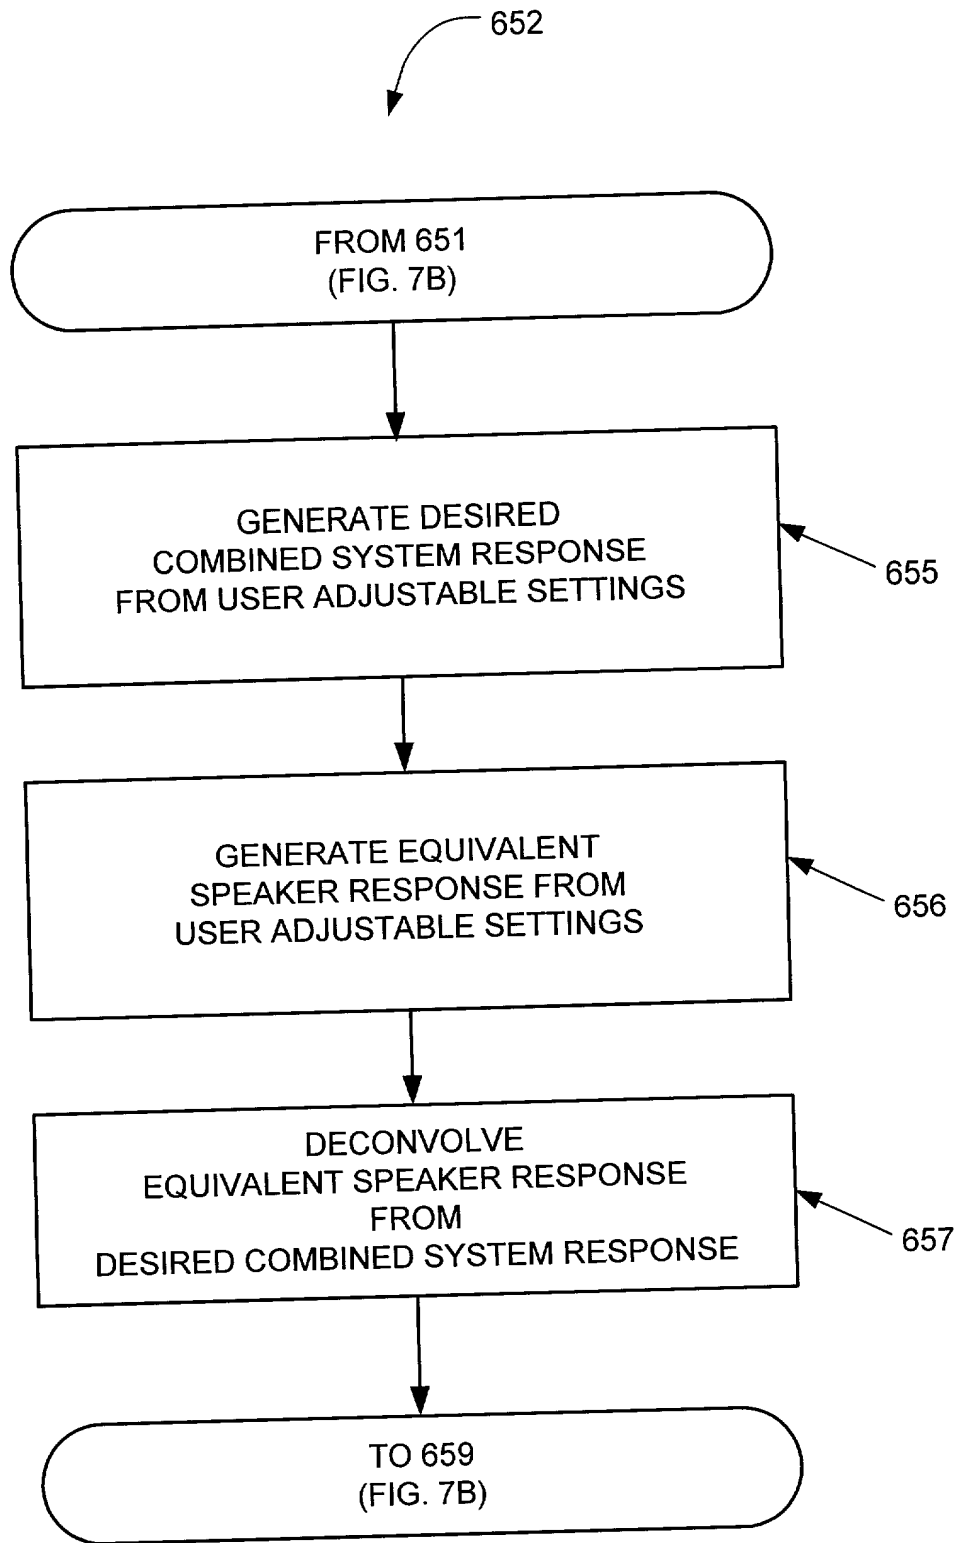 652
FROM 651
(FIG. 7B)
GENERATE DESIRED
COMBINED SYSTEM RESPONSE
FROM USER ADJUSTABLE SETTINGS
655
GENERATE EQUIVALENT
SPEAKER RESPONSE FROM
USER ADJUSTABLE SETTINGS
656
DECONVOLVE
EQUIVALENT SPEAKER RESPONSE
FROM
DESIRED COMBINED SYSTEM RESPONSE
657
TO 659
(FIG. 7B)